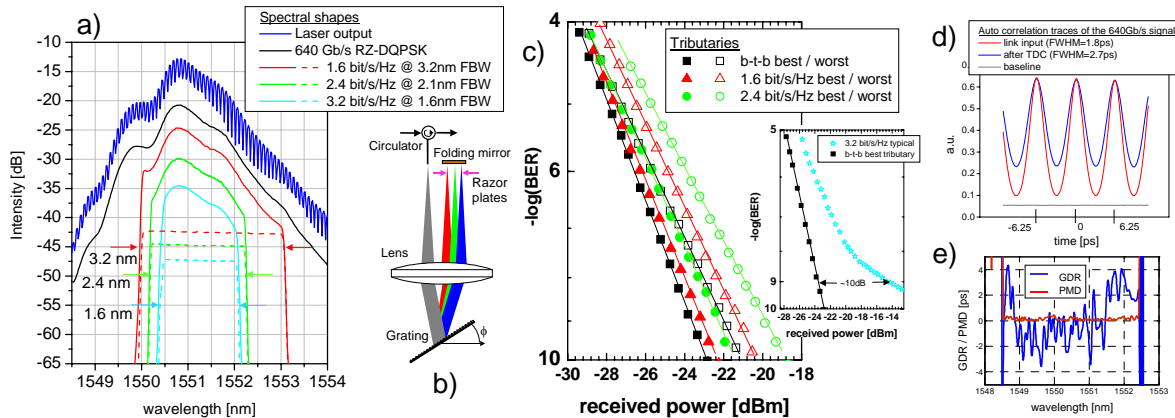 a)
Spectral shapes
Laser output
640 Gb/s RZ-DQPSK
1.6 bit/s/Hz @ 3.2nm FBW
2.4 bit/s/Hz @ 2.1nm FBW
3.2 bit/s/Hz @ 1.6nm FBW
-10
-15
-20
-25
-30
-35
-40
-45
-50
-55
-60
-65
Intensity [dB]
3.2 nm
2.4 nm
1.6 nm
1549 1550 1551 1552 1553 1554
wavelength [nm]
Circulator
Folding mirror
Razor
plates
Lens
Grating
ϕ
b)
c)
Tributaries
b-t-b best / worst
1.6 bit/s/Hz best / worst
2.4 bit/s/Hz best / worst
4
6
8
10
-log(BER)
-30 -28 -26 -24 -22 -20 -18
received power [dBm]
3.2 bit/s/Hz typical
b-t-b best tributary
5
6
7
8
9
10
-log(BER)
~10dB
-28 -26 -24 -22 -20 -18 -16 -14
received power [dBm]
d)
Auto correlation traces of the 640Gb/s signal
link input (FWHM=1.8ps)
after TDC (FWHM=2.7ps)
baseline
0.6
0.5
0.4
0.3
0.2
0.1
0.0
a.u.
-6.25 0 6.25
time [ps]
e)
GDR
PMD
4
2
0
-2
-4
GDR / PMD [ps]
1548 1549 1550 1551 1552 1553
wavelength [nm]